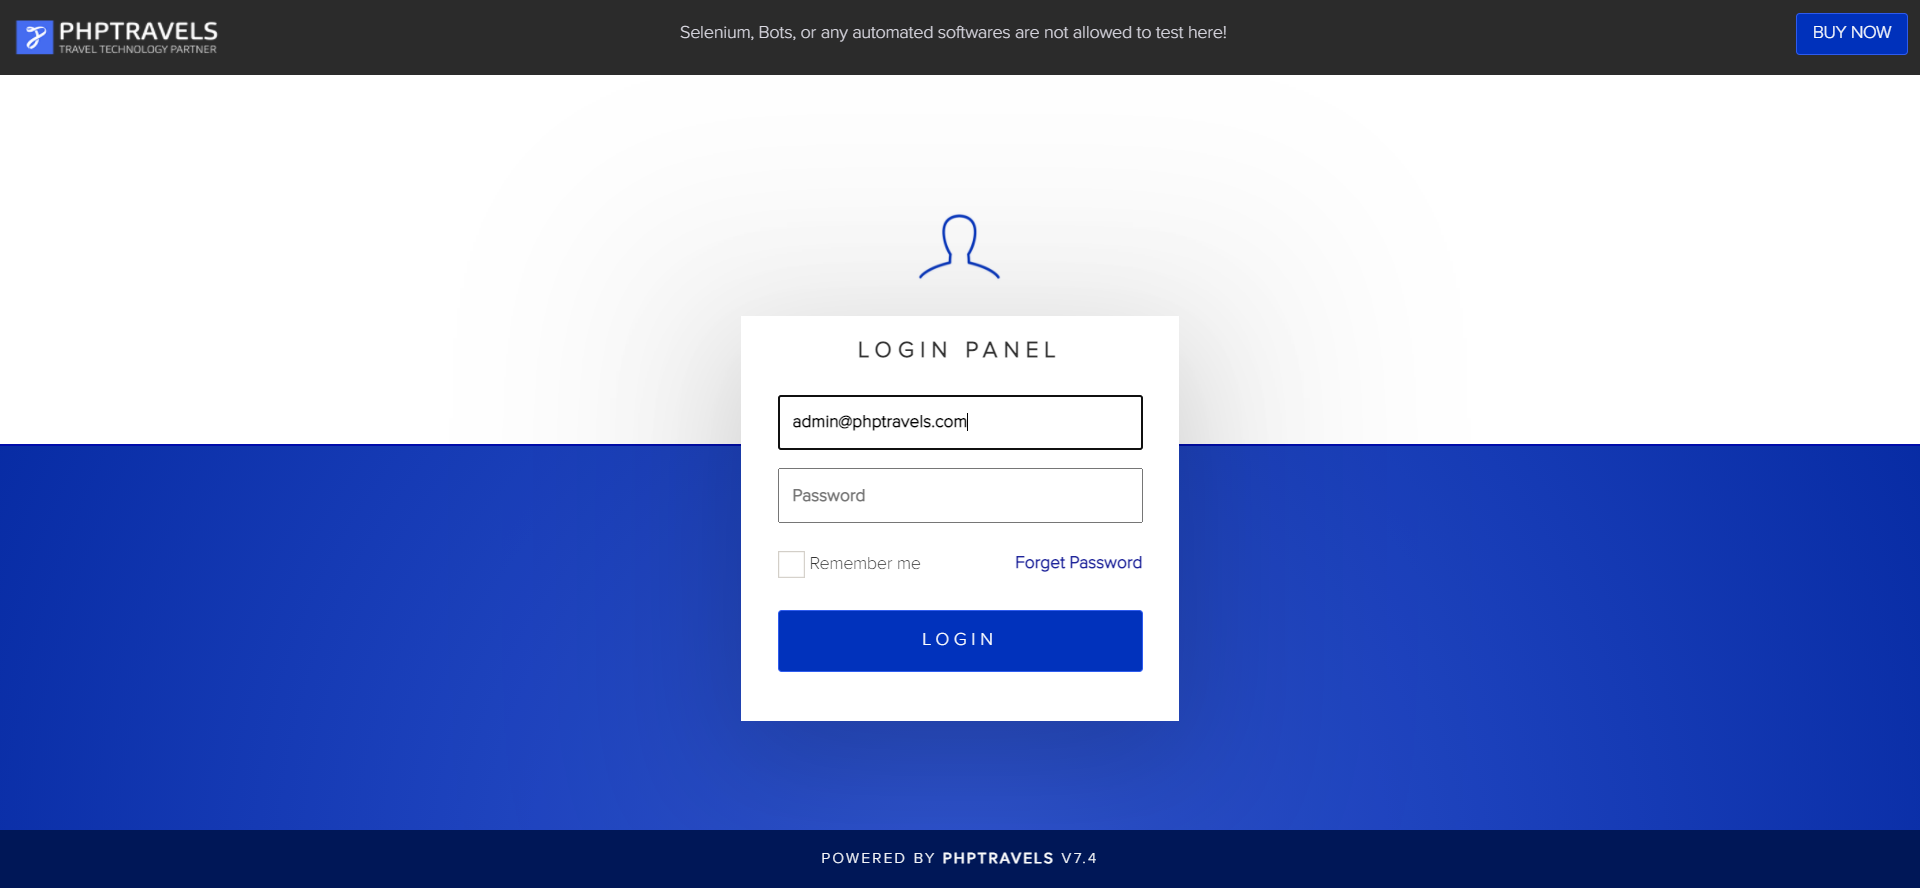 PHPTRAVELS
TRAVEL TECHNOLOGY PARTNER
Selenium, Bots, or any automated softwares are not allowed to test here!
BUY NOW
LOGIN PANEL
admin@phptravels.com
Password
Remember me
Forget Password
LOGIN
POWERED BY PHPTRAVELS V7.4